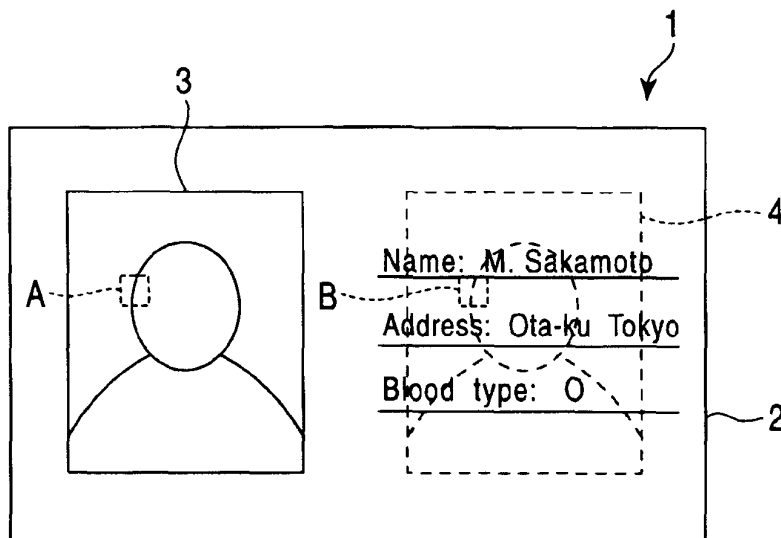 1
3
4
Name: M. Sakamoto
A B
Address: Ota-ku Tokyo
Blood type: O
2